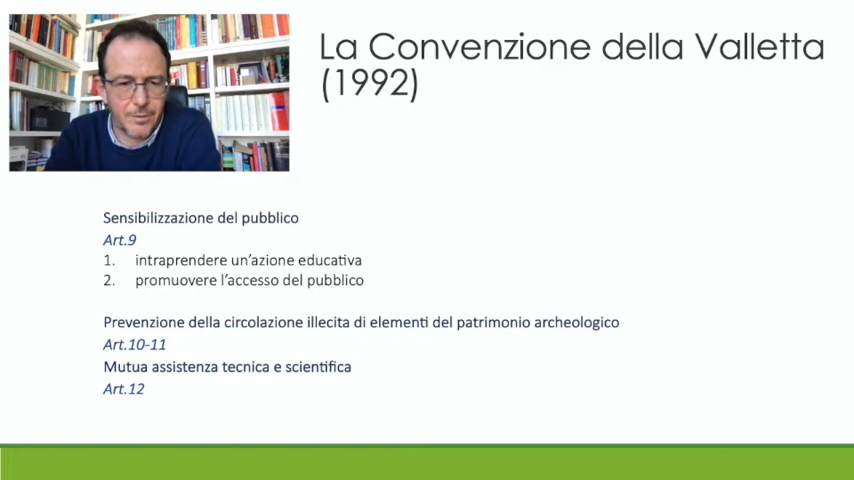 La Convenzione della Valletta
(1992)
Sensibilizzazione del pubblico
Art.9
1. intraprendere un'azione educativa
2. promuovere l'accesso del pubblico
Prevenzione della circolazione illecita di elementi del patrimonio archeologico
Art.10-11
Mutua assistenza tecnica e scientifica
Art.12